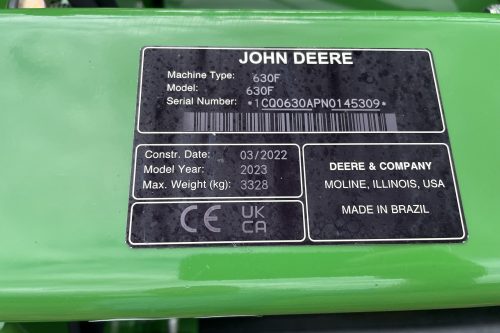 JOHN DEERE
Machine Type: 630F
Model: 630F
Serial Number: *1CQ0630APN0145309*
Constr. Date: 03/2022
Model Year: 2023
Max. Weight (kg): 3328
DEERE & COMPANY
MOLINE, ILLINOIS, USA
MADE IN BRAZIL
CE UK
CA